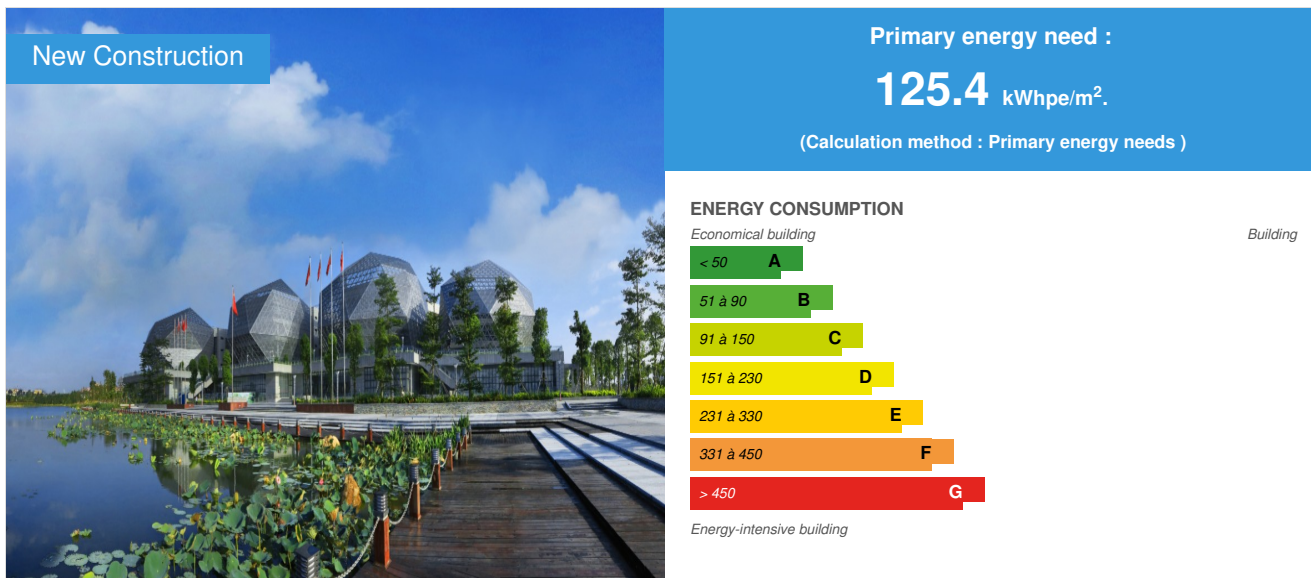 New Construction
Primary energy need :
125.4 kWhpe/m².
(Calculation method : Primary energy needs )
ENERGY CONSUMPTION
Economical building
Building
< 50 A
51 à 90 B
91 à 150 C
151 à 230 D
231 à 330 E
331 à 450 F
> 450 G
Energy-intensive building